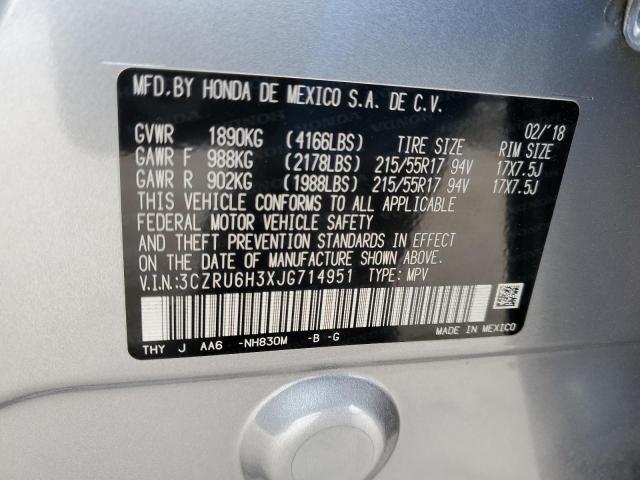 MFD.BY HONDA DE MEXICO S.A. DE C.V.
02/'18
GVWR 1890KG (4166LBS) TIRE SIZE RIM SIZE
GAWR F 988KG (2178LBS) 215/55R17 94V 17X7.5J
GAWR R 902KG (1988LBS) 215/55R17 94V 17X7.5J
THIS VEHICLE CONFORMS TO ALL APPLICABLE
FEDERAL MOTOR VEHICLE SAFETY
AND THEFT PREVENTION STANDARDS IN EFFECT
ON THE DATE OF MANUFACTURE SHOWN ABOVE.
V.I.N.:3CZRU6H3XJG714951 TYPE: MPV
THY J AA6 -NH830M -B -G
MADE IN MEXICO